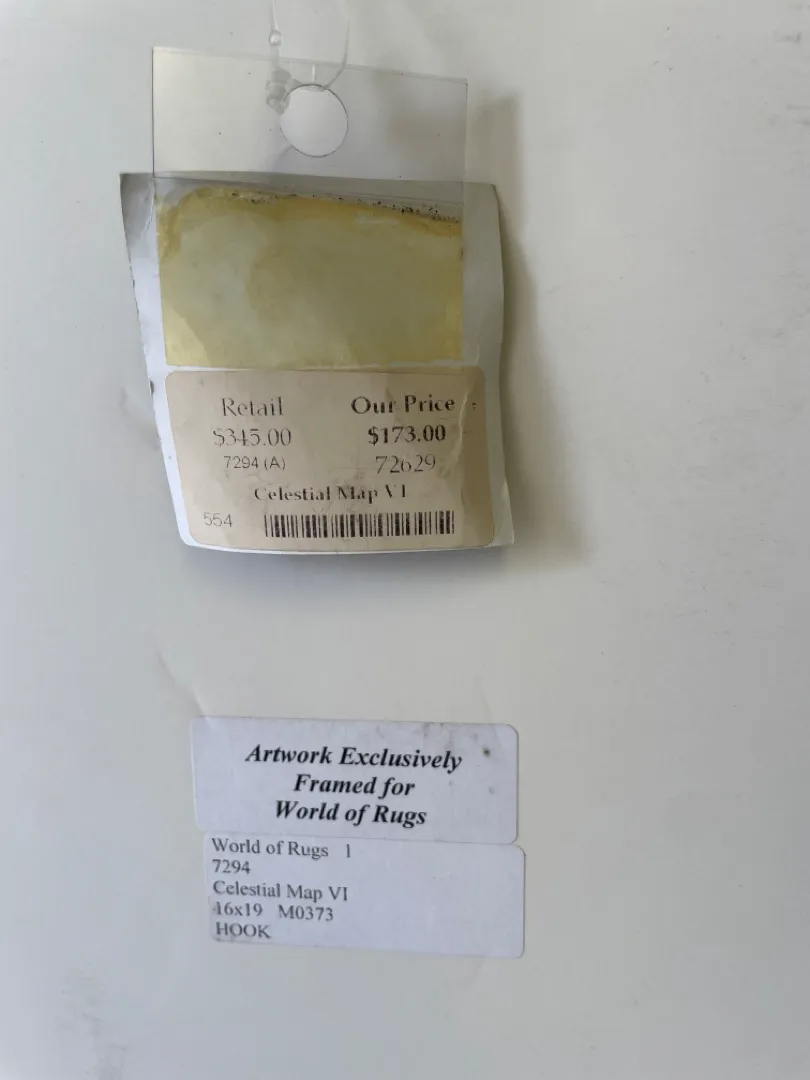 Retail Our Price
$345.00 $173.00
7294 (A) 72629
Celestial Map VI
554
Artwork Exclusively
Framed for
World of Rugs
World of Rugs 1
7294
Celestial Map VI
16x19 M0373
HOOK